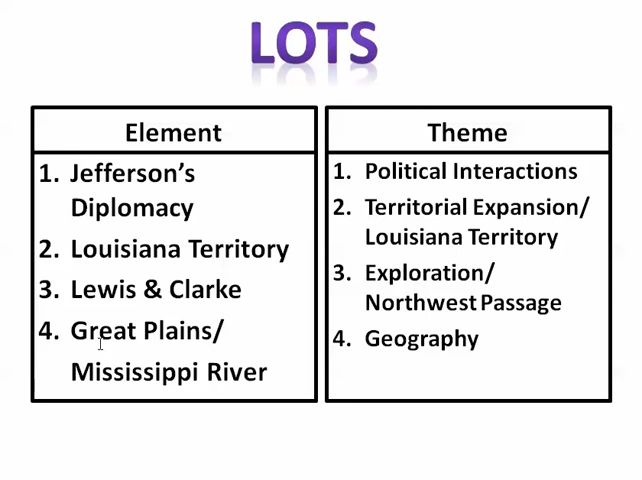 LOTS
Element
1. Jefferson's
Diplomacy
2. Louisiana Territory
3. Lewis & Clarke
4. Great Plains/
Mississippi River
Theme
1. Political Interactions
2. Territorial Expansion/
Louisiana Territory
3. Exploration/
Northwest Passage
4. Geography